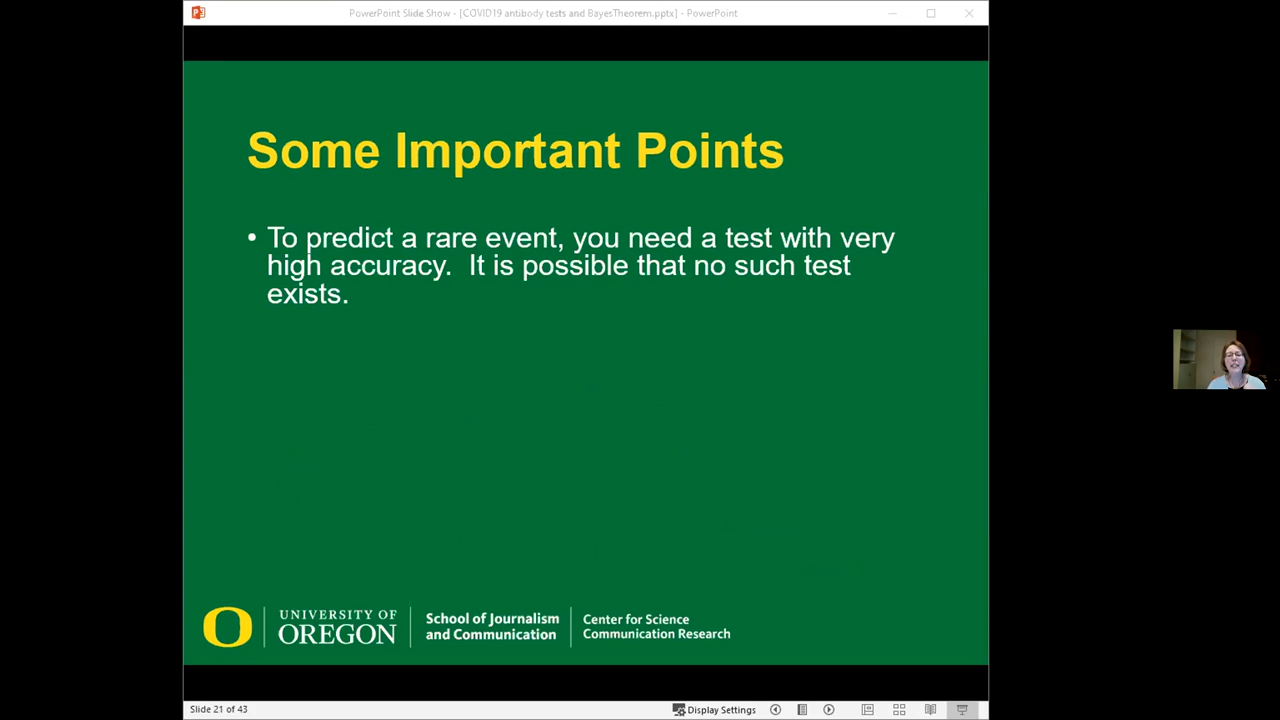 PowerPoint Slide Show - [COVID19 antibody tests and BayesTheorem.pptx] - PowerPoint
Some Important Points
• To predict a rare event, you need a test with very
high accuracy.  It is possible that no such test
exists.
UNIVERSITY OF
OREGON
School of Journalism
and Communication
Center for Science
Communication Research
Slide 21 of 43
Display Settings